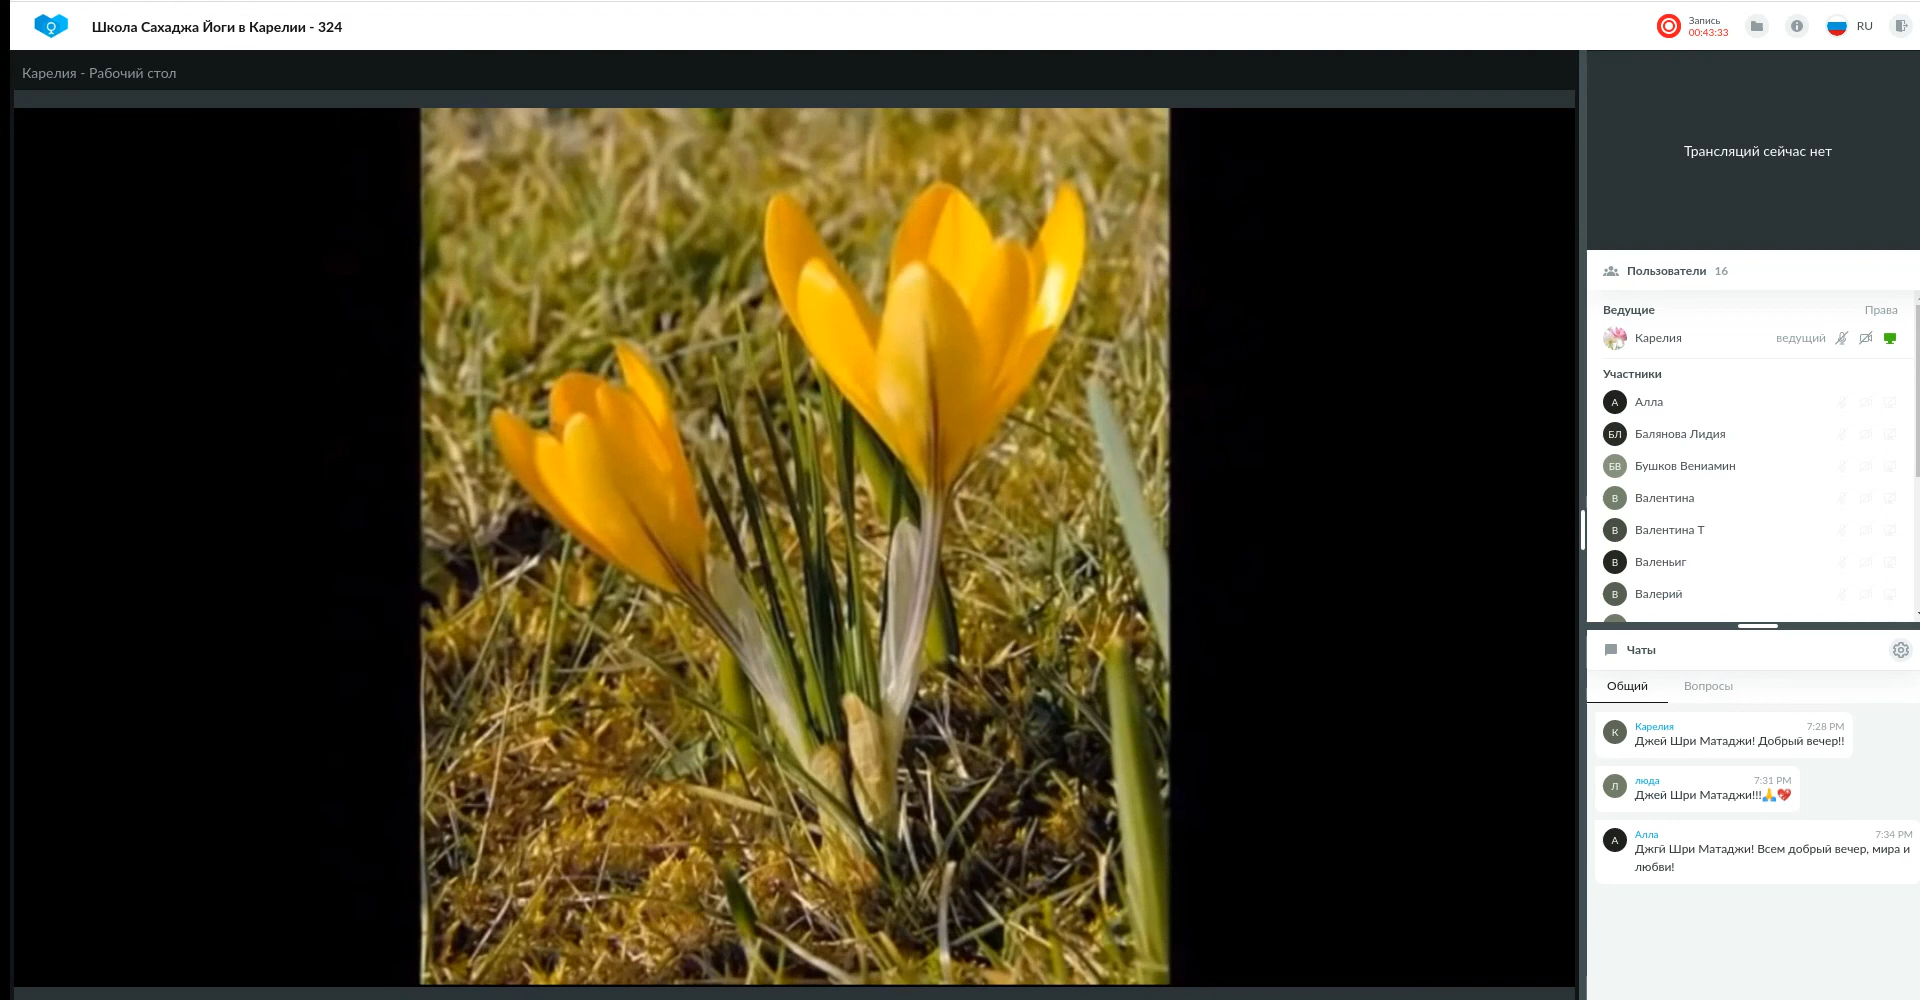 Школа Сахаджа Йоги в Карелии - 324
Запись
00:43:33
RU
Карелия - Рабочий стол
Трансляций сейчас нет
Пользователи 16
Ведущие Права
Карелия ведущий
Участники
А Алла
БЛ Балянова Лидия
БВ Бушков Вениамин
В Валентина
В Валентина Т
В Валеньиг
В Валерий
Чаты
Общий Вопросы
Карелия 7:28 PM
К Джей Шри Матаджи! Добрый вечер!!
люда 7:31 PM
Л Джей Шри Матаджи!!!🙏💖
Алла 7:34 PM
А Джгй Шри Матаджи! Всем добрый вечер, мира и
любви!